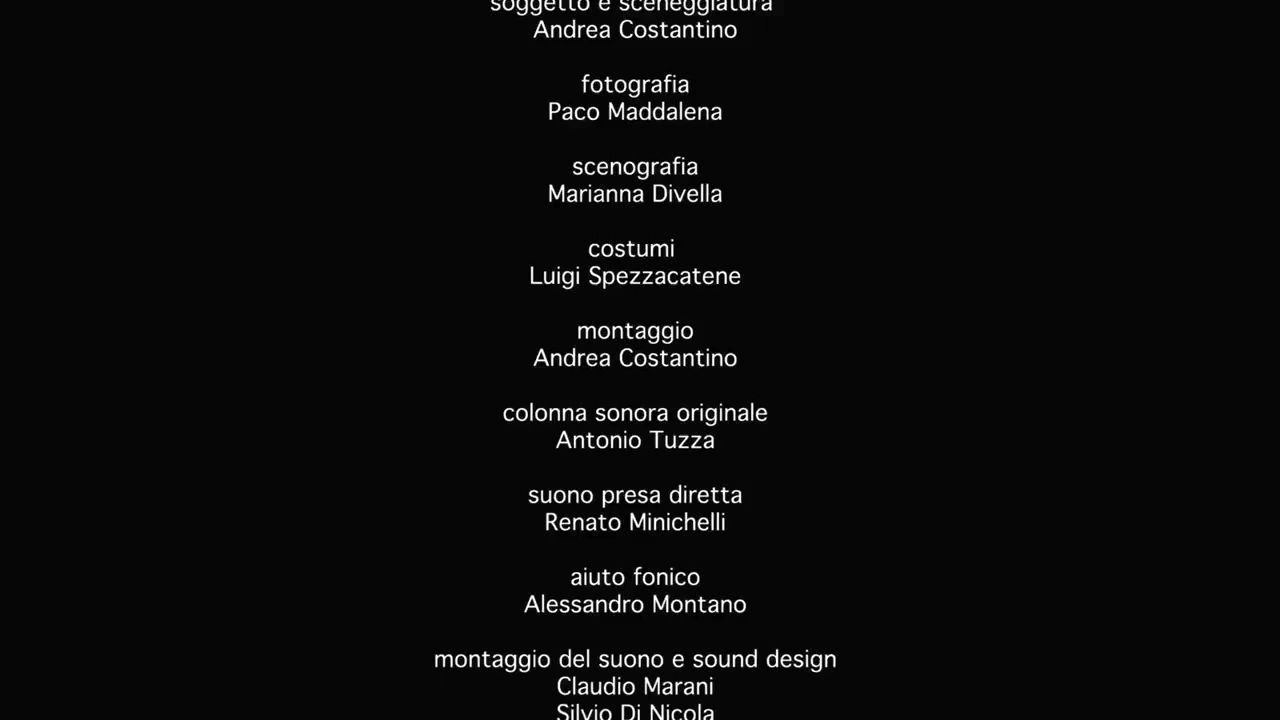 soggetto e sceneggiatura
Andrea Costantino
fotografia
Paco Maddalena
scenografia
Marianna Divella
costumi
Luigi Spezzacatene
montaggio
Andrea Costantino
colonna sonora originale
Antonio Tuzza
suono presa diretta
Renato Minichelli
aiuto fonico
Alessandro Montano
montaggio del suono e sound design
Claudio Marani
Silvio Di Nicola